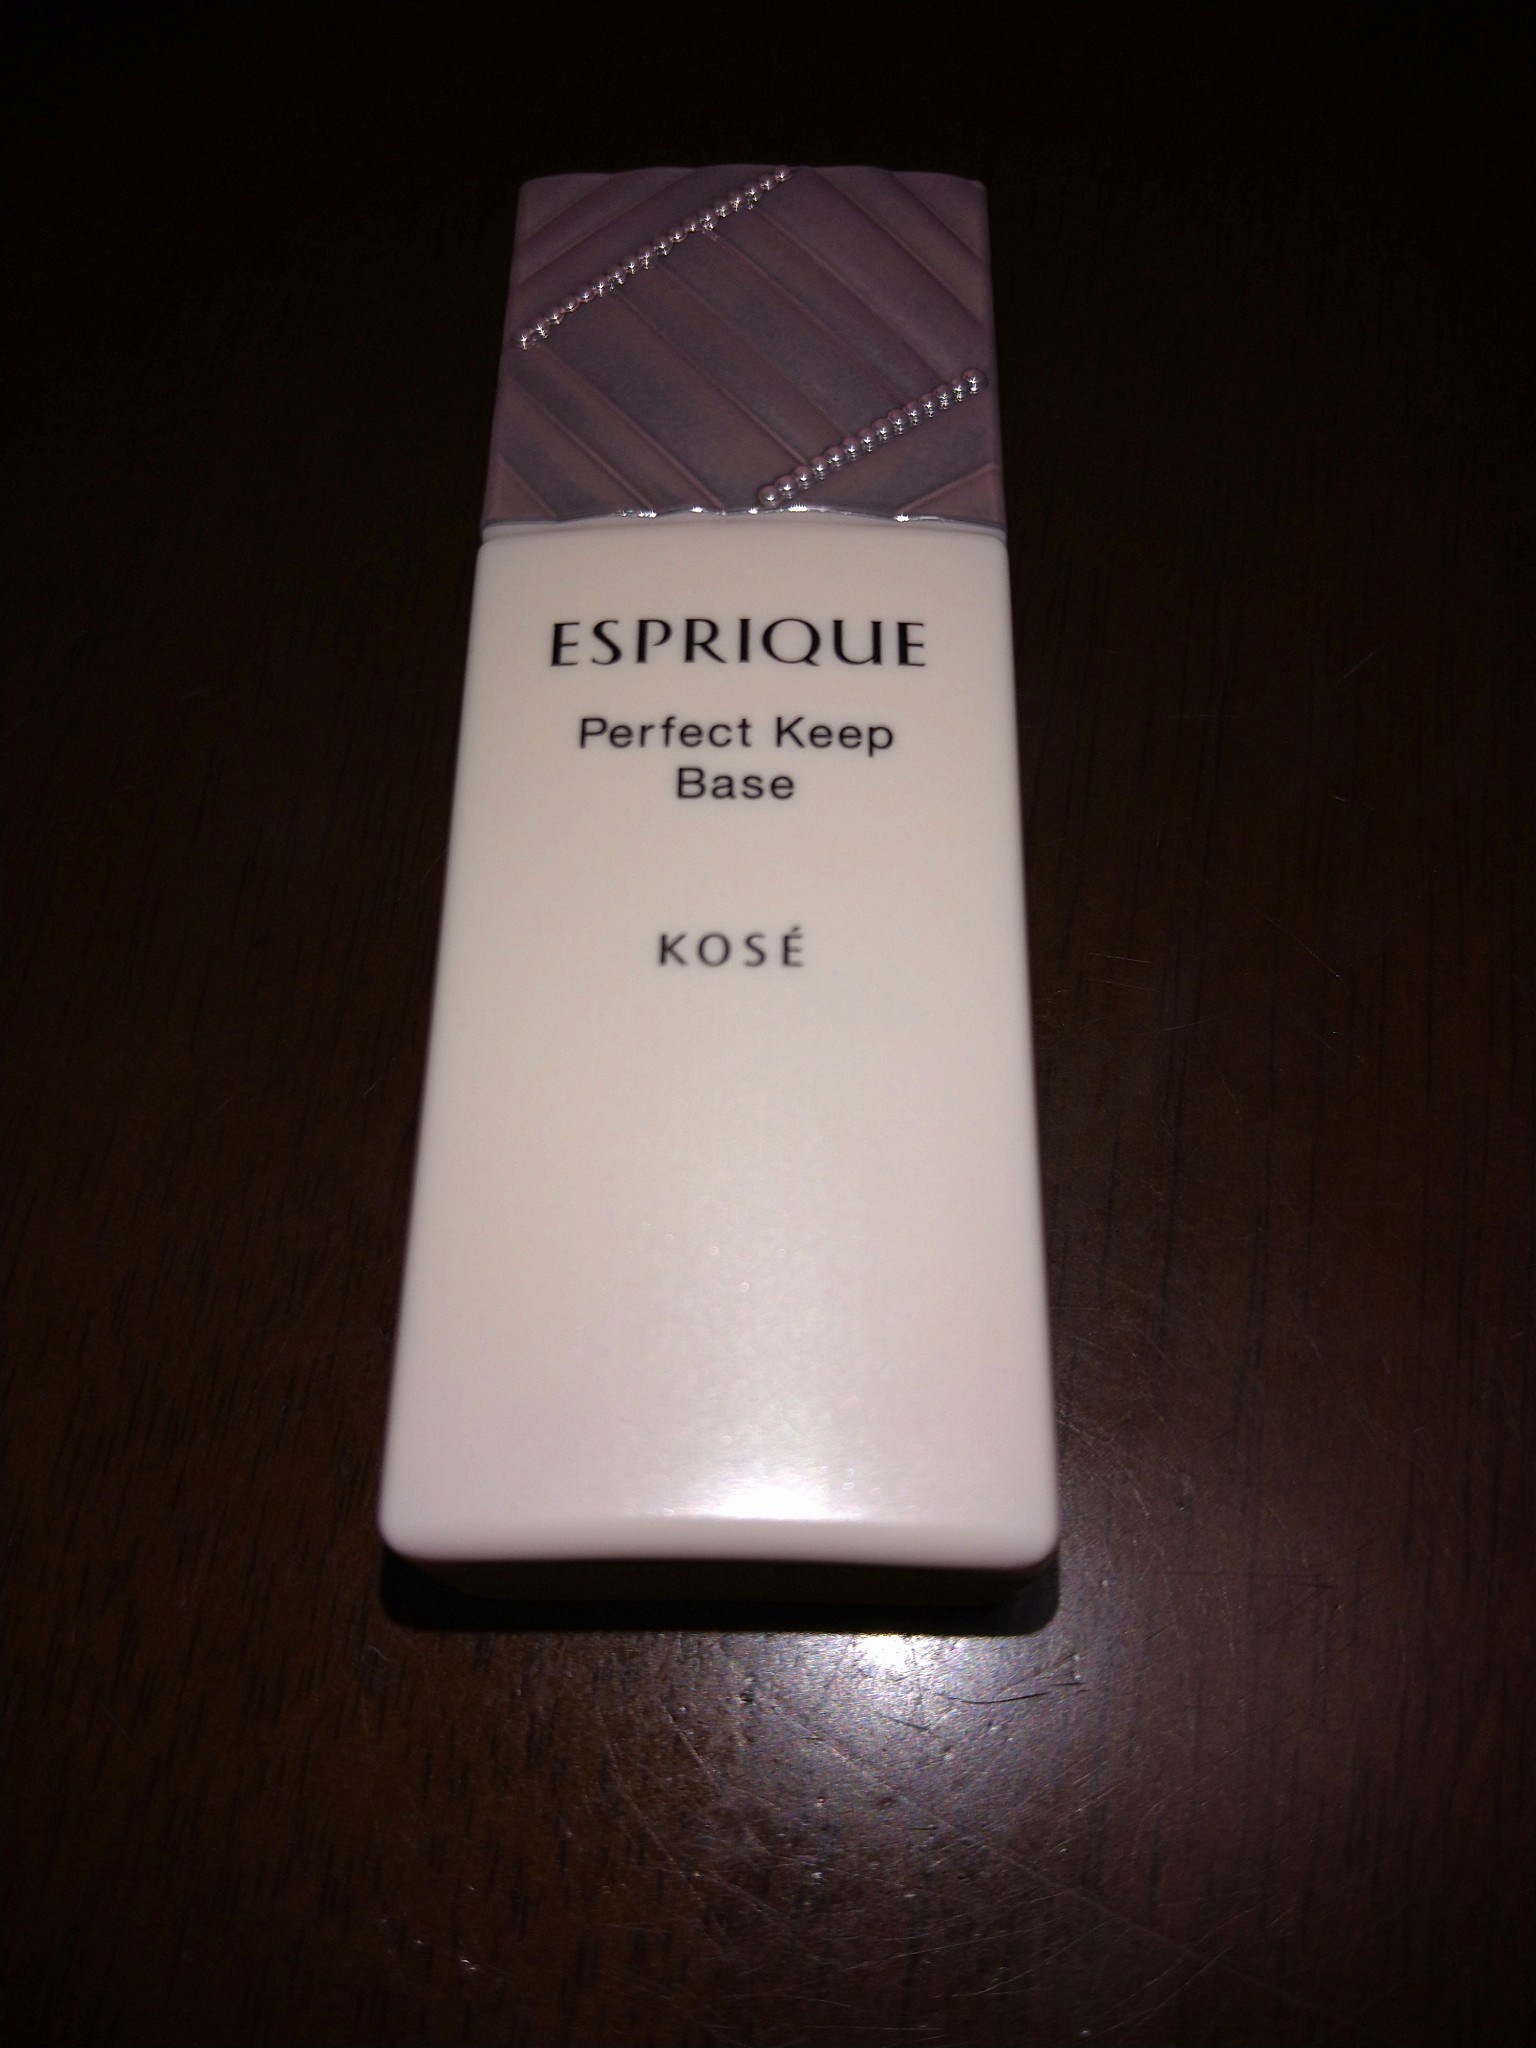 ESPRIQUE
Perfect Keep
Base
KOSÉ